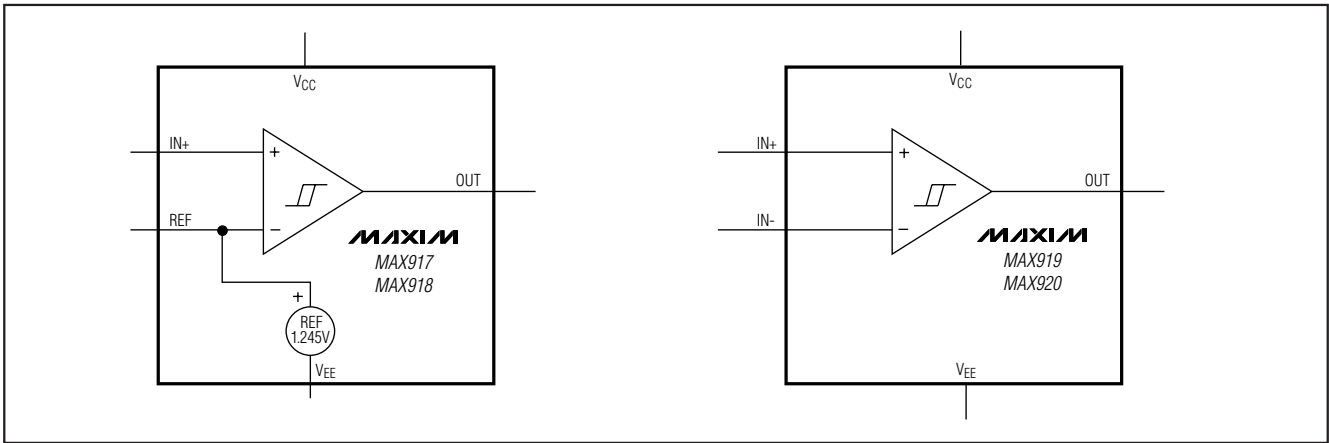 VCC
IN+
+
OUT
REF
−
MAXIM
MAX917
MAX918
+
REF
1.245V
VEE
VCC
IN+
+
OUT
IN-
−
MAXIM
MAX919
MAX920
VEE